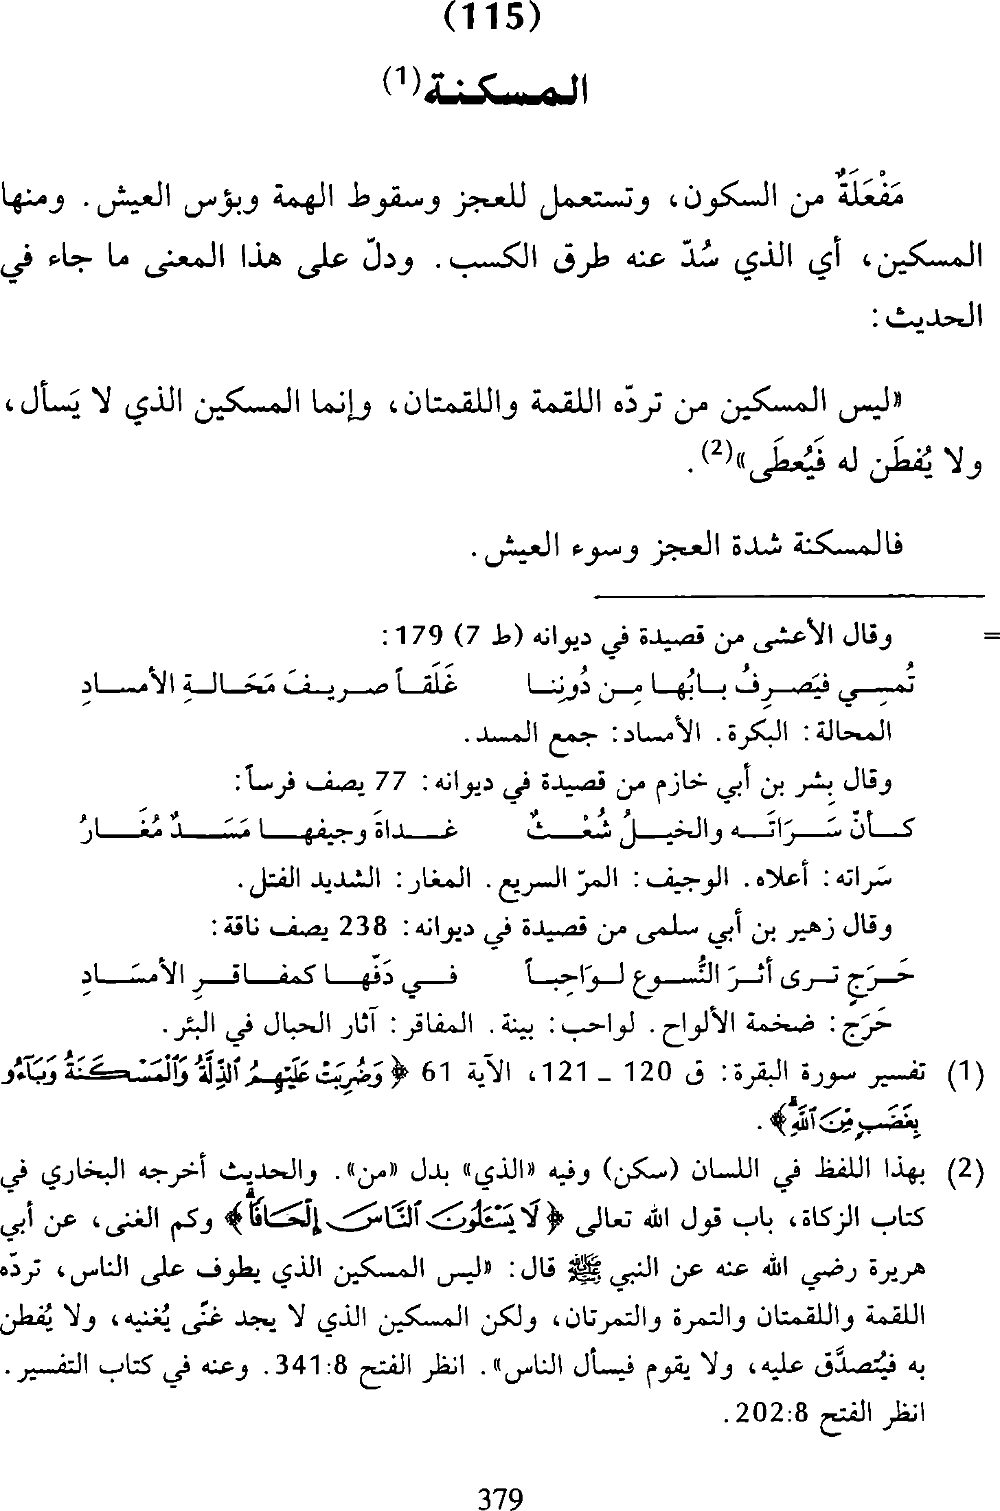 (115)
المسكنة(1)
مَفْعَلَةٌ من السكون، وتستعمل للعجز وسقوط الهمة وبؤس العيش. ومنها
المسكين، أي الذي سُدّ عنه طرق الكسب. ودلّ على هذا المعنى ما جاء في
الحديث:
«ليس المسكين من تردّه اللقمة واللقمتان، وإنما المسكين الذي لا يَسأل،
ولا يُفطَن له فَيُعطَى»(2).
فالمسكنة شدة العجز وسوء العيش.
= وقال الأعشى من قصيدة في ديوانه (ط 7) 179:
تُمسِي فيَصرِفُ بابُها مِن دُونِنا غَلَقاً صريفَ مَحَالةِ الأمسادِ
المحالة: البكرة. الأمساد: جمع المسد.
وقال بِشر بن أبي خازم من قصيدة في ديوانه: 77 يصف فرساً:
كأنّ سَرَاتَه والخيلُ شُعْثٌ غداةَ وجيفها مَسَدٌ مُغَارُ
سَراته: أعلاه. الوجيف: المرّ السريع. المغار: الشديد الفتل.
وقال زهير بن أبي سلمى من قصيدة في ديوانه: 238 يصف ناقة:
حَرَجٍ ترى أثرَ النُّسوع لواحِباً في دَفّها كمفاقرِ الأمسَادِ
حَرَج: ضخمة الألواح. لواحب: بينة. المفاقر: آثار الحبال في البئر.
(1) تفسير سورة البقرة: ق 120 ـ 121، الآية 61 ﴿وَضُرِبَتْ عَلَيْهِمُ ٱلذِّلَّةُ وَٱلْمَسْكَنَةُ وَبَآءُو
بِغَضَبٍ مِّنَ ٱللَّهِ﴾.
(2) بهذا اللفظ في اللسان (سكن) وفيه «الذي» بدل «من». والحديث أخرجه البخاري في
كتاب الزكاة، باب قول الله تعالى ﴿لَا يَسْـَٔلُونَ ٱلنَّاسَ إِلْحَافًا﴾ وكم الغنى، عن أبي
هريرة رضي الله عنه عن النبي ﷺ قال: «ليس المسكين الذي يطوف على الناس، تردّه
اللقمة واللقمتان والتمرة والتمرتان، ولكن المسكين الذي لا يجد غنًى يُغنيه، ولا يُفطن
به فيُتصدَّق عليه، ولا يقوم فيسأل الناس». انظر الفتح 341:8. وعنه في كتاب التفسير.
انظر الفتح 202:8.
379